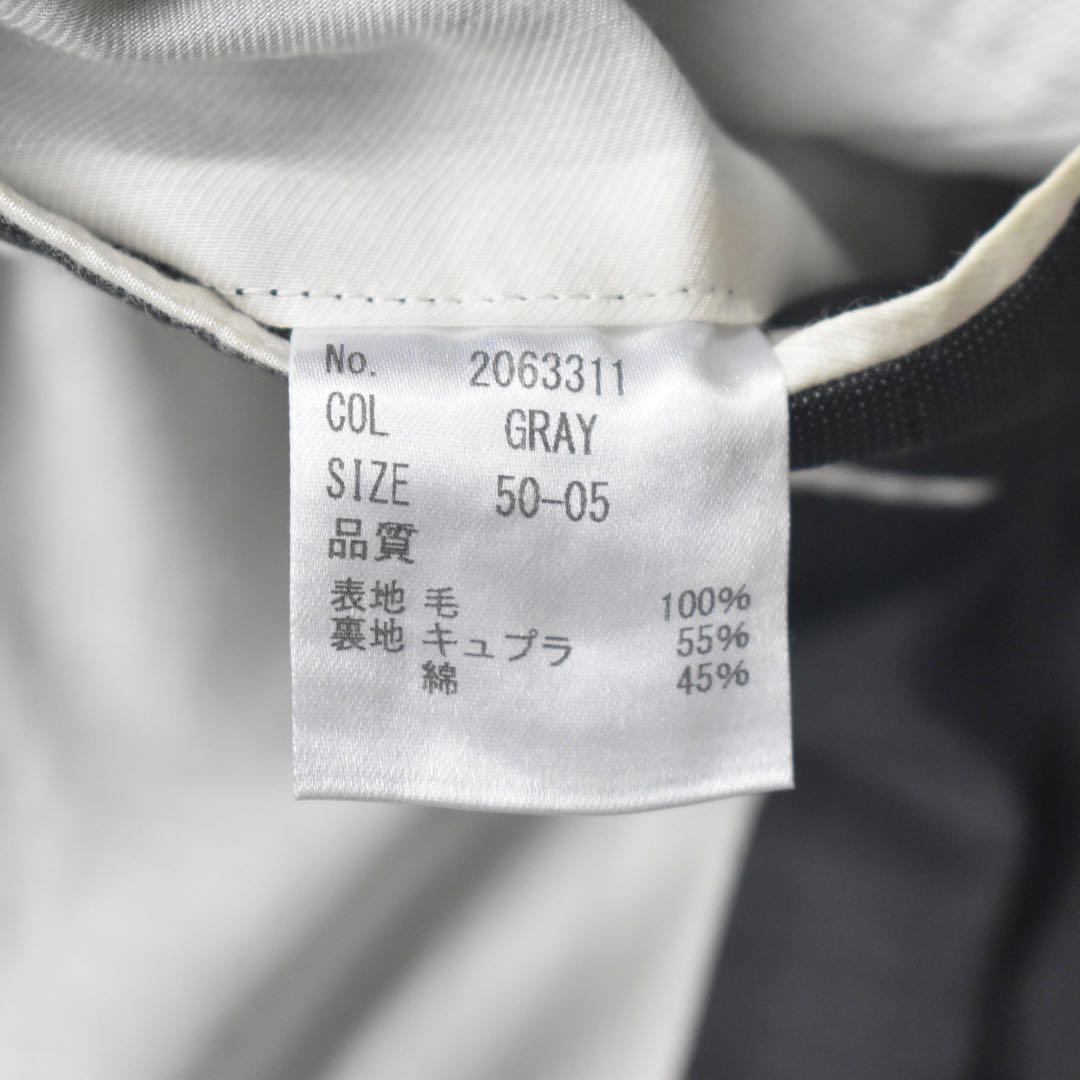 No. 2063311
COL GRAY
SIZE 50-05
品質
表地 毛 100%
裏地 キュプラ 55%
綿 45%